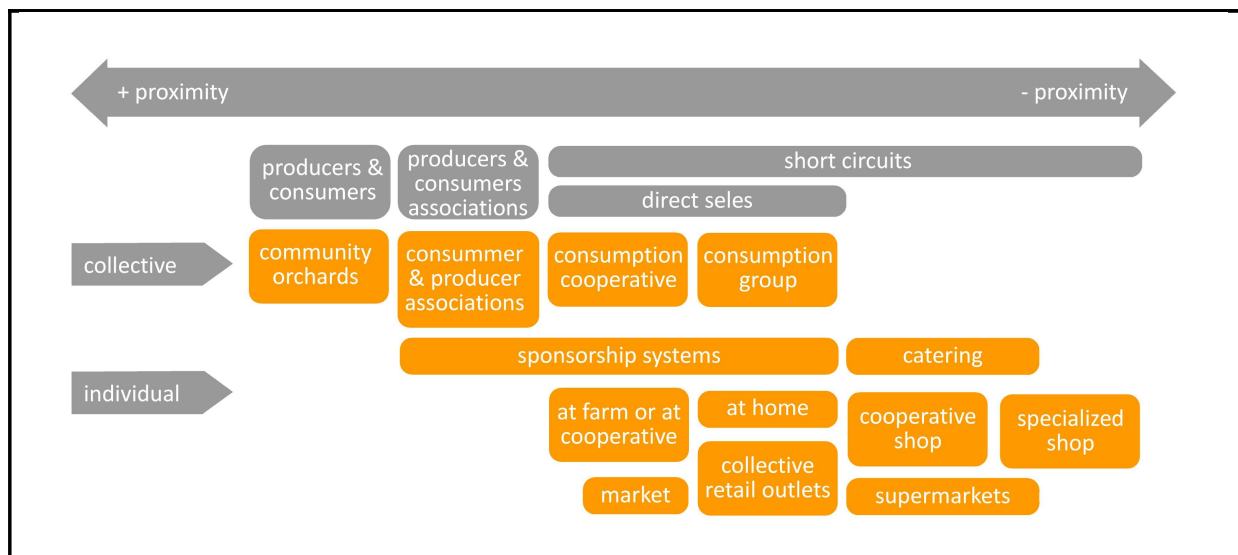 + proximity
- proximity
producers &
consumers
producers &
consumers
associations
short circuits
direct seles
collective
community
orchards
consummer
& producer
associations
consumption
cooperative
consumption
group
sponsorship systems
catering
individual
at farm or at
cooperative
at home
cooperative
shop
specialized
shop
collective
retail outlets
market
supermarkets